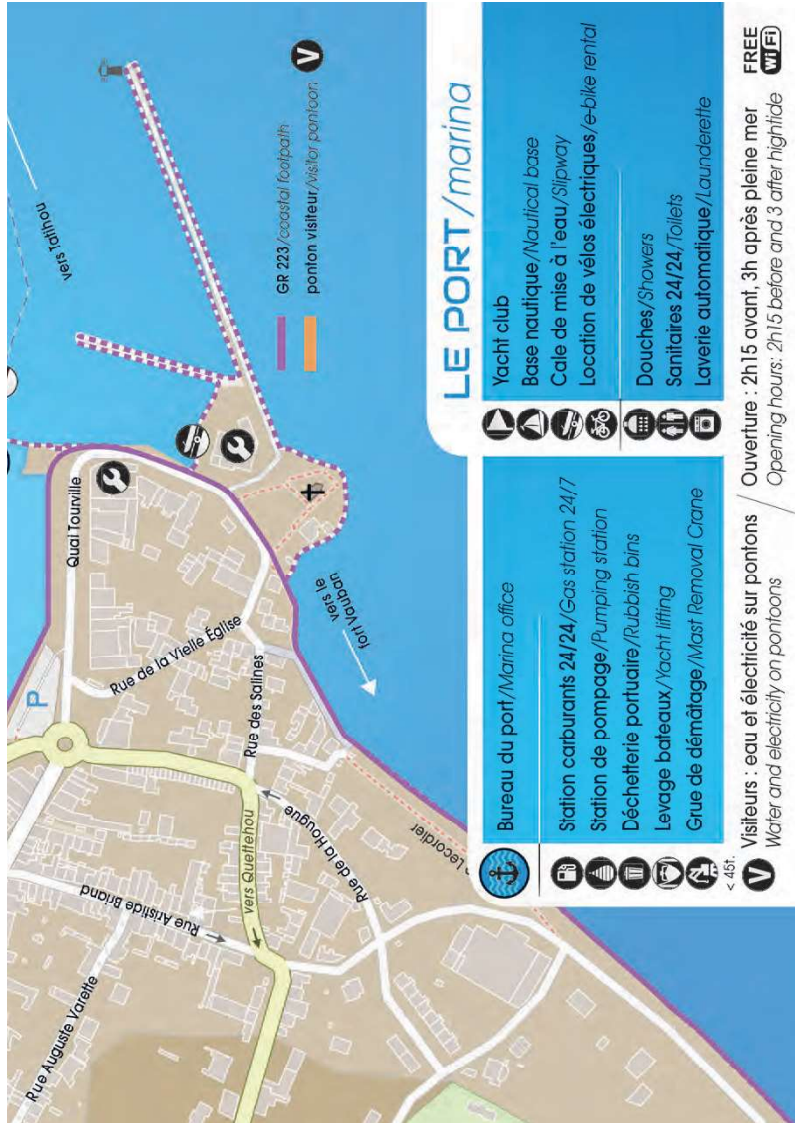 vers Tatihou
GR 223/coastal footpath
ponton visiteur/visitor pontoon
V
Quai Tourville
P
Rue de la Vielle Église
Rue des Salines
vers le
fort Vauban
vers Quettehou
Rue de la Hougue
Rue Aristide Briand
Rue Auguste Varette
Lecordier
LE PORT/marina
Bureau du port/Marina office
Station carburants 24/24/Gas station 24/7
Station de pompage/Pumping station
Déchetterie portuaire/Rubbish bins
Levage bateaux/Yacht lifting
Grue de démâtage/Mast Removal Crane
< 45t.
Yacht club
Base nautique/Nautical base
Cale de mise à l'eau/Slipway
Location de vélos électriques/e-bike rental
Douches/Showers
Sanitaires 24/24/Toilets
Laverie automatique/Launderette
V
Visiteurs : eau et électricité sur pontons
Water and electricity on pontoons
Ouverture : 2h15 avant, 3h après pleine mer
Opening hours: 2h15 before and 3 after hightide
FREE
Wi Fi